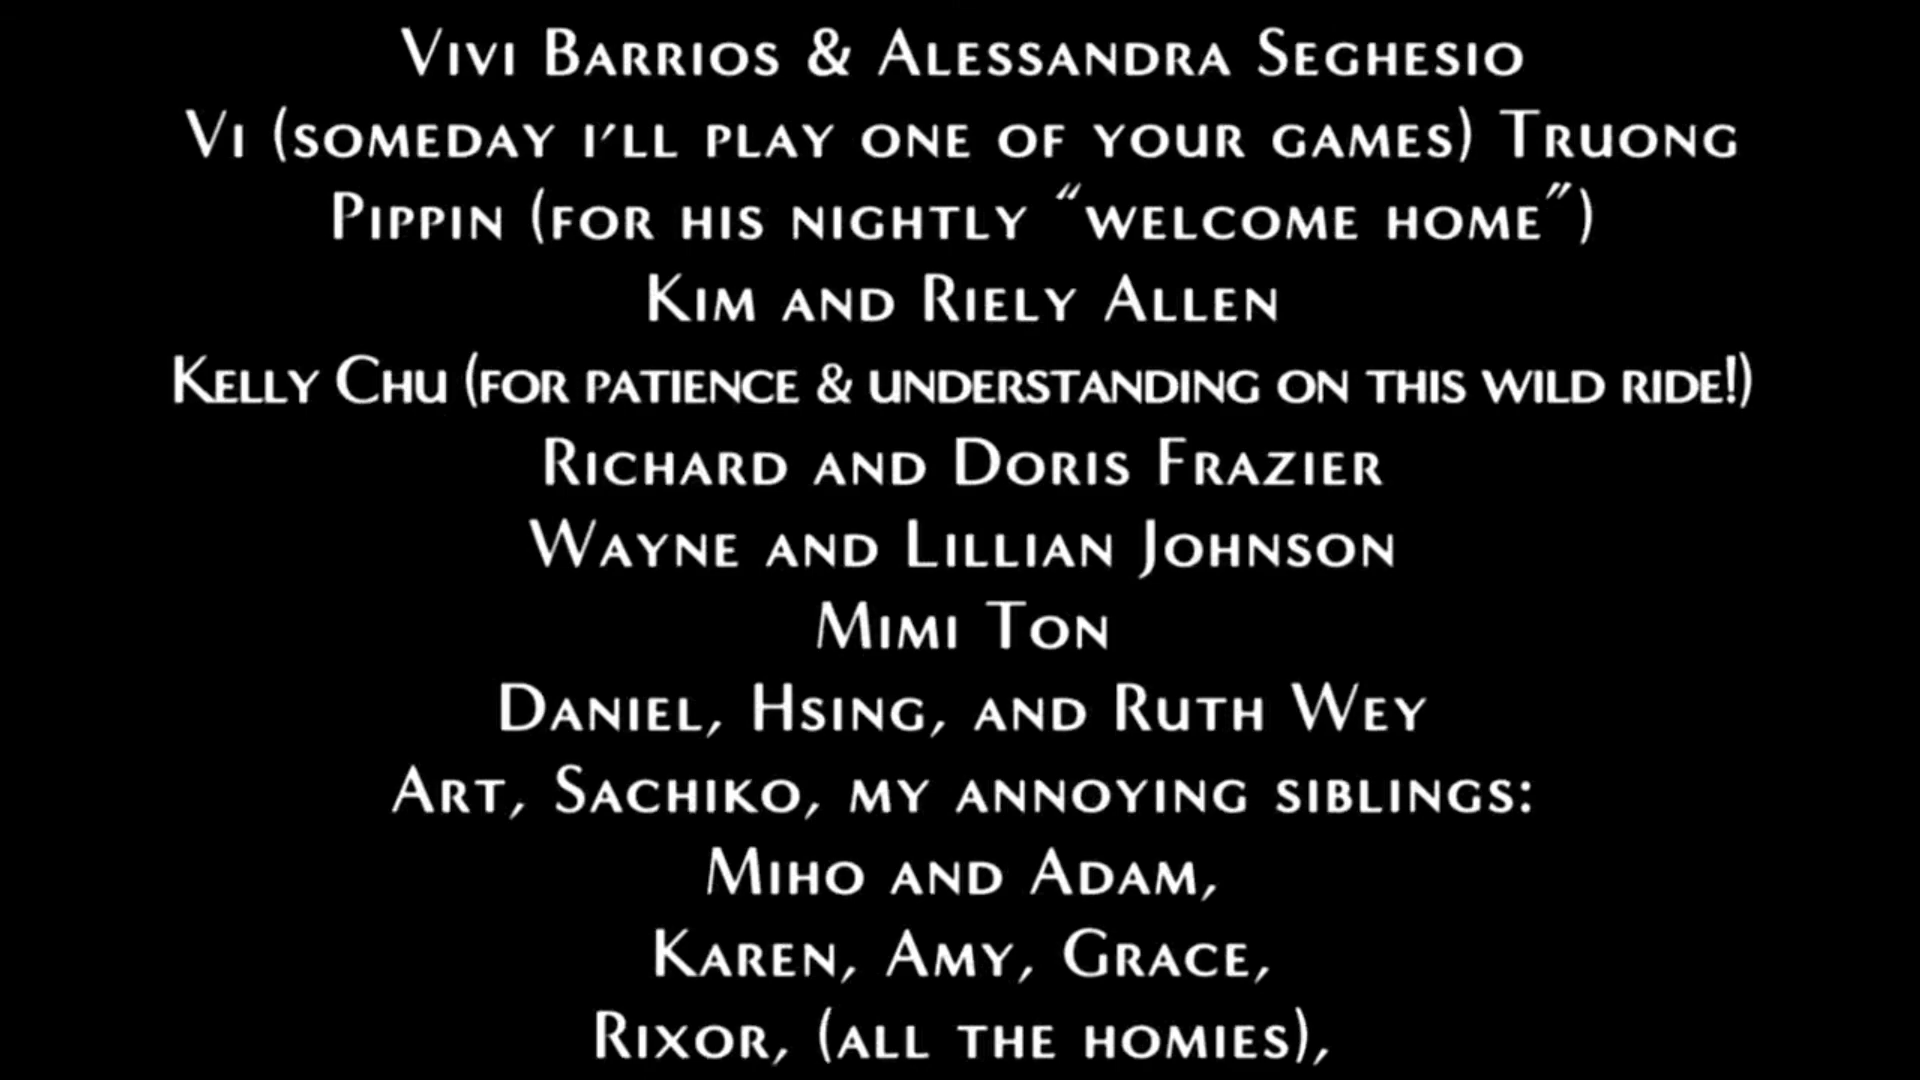 Vivi Barrios & Alessandra Seghesio
Vi (someday i'll play one of your games) Truong
Pippin (for his nightly “welcome home”)
Kim and Riely Allen
Kelly Chu (for patience & understanding on this wild ride!)
Richard and Doris Frazier
Wayne and Lillian Johnson
Mimi Ton
Daniel, Hsing, and Ruth Wey
Art, Sachiko, my annoying siblings:
Miho and Adam,
Karen, Amy, Grace,
Rixor, (all the homies),